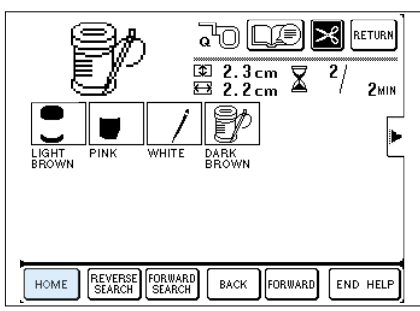 Q
RETURN
2.3cm 2/
2.2cm 2MIN
LIGHT BROWN PINK WHITE DARK BROWN
HOME REVERSE SEARCH FORWARD SEARCH BACK FORWARD END HELP